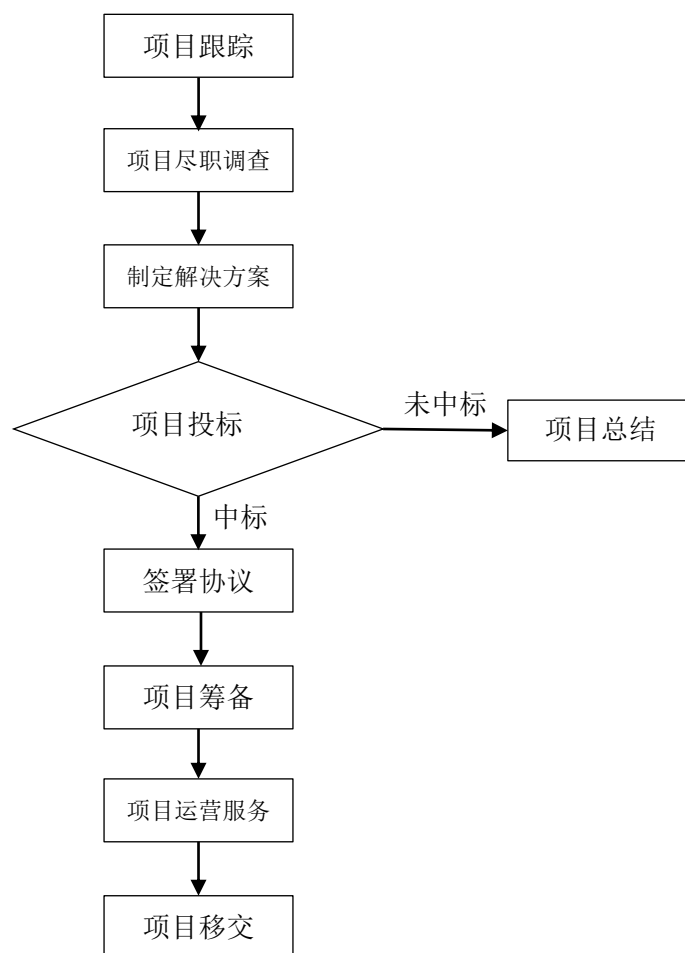 项目跟踪
项目尽职调查
制定解决方案
项目投标
未中标
项目总结
中标
签署协议
项目筹备
项目运营服务
项目移交